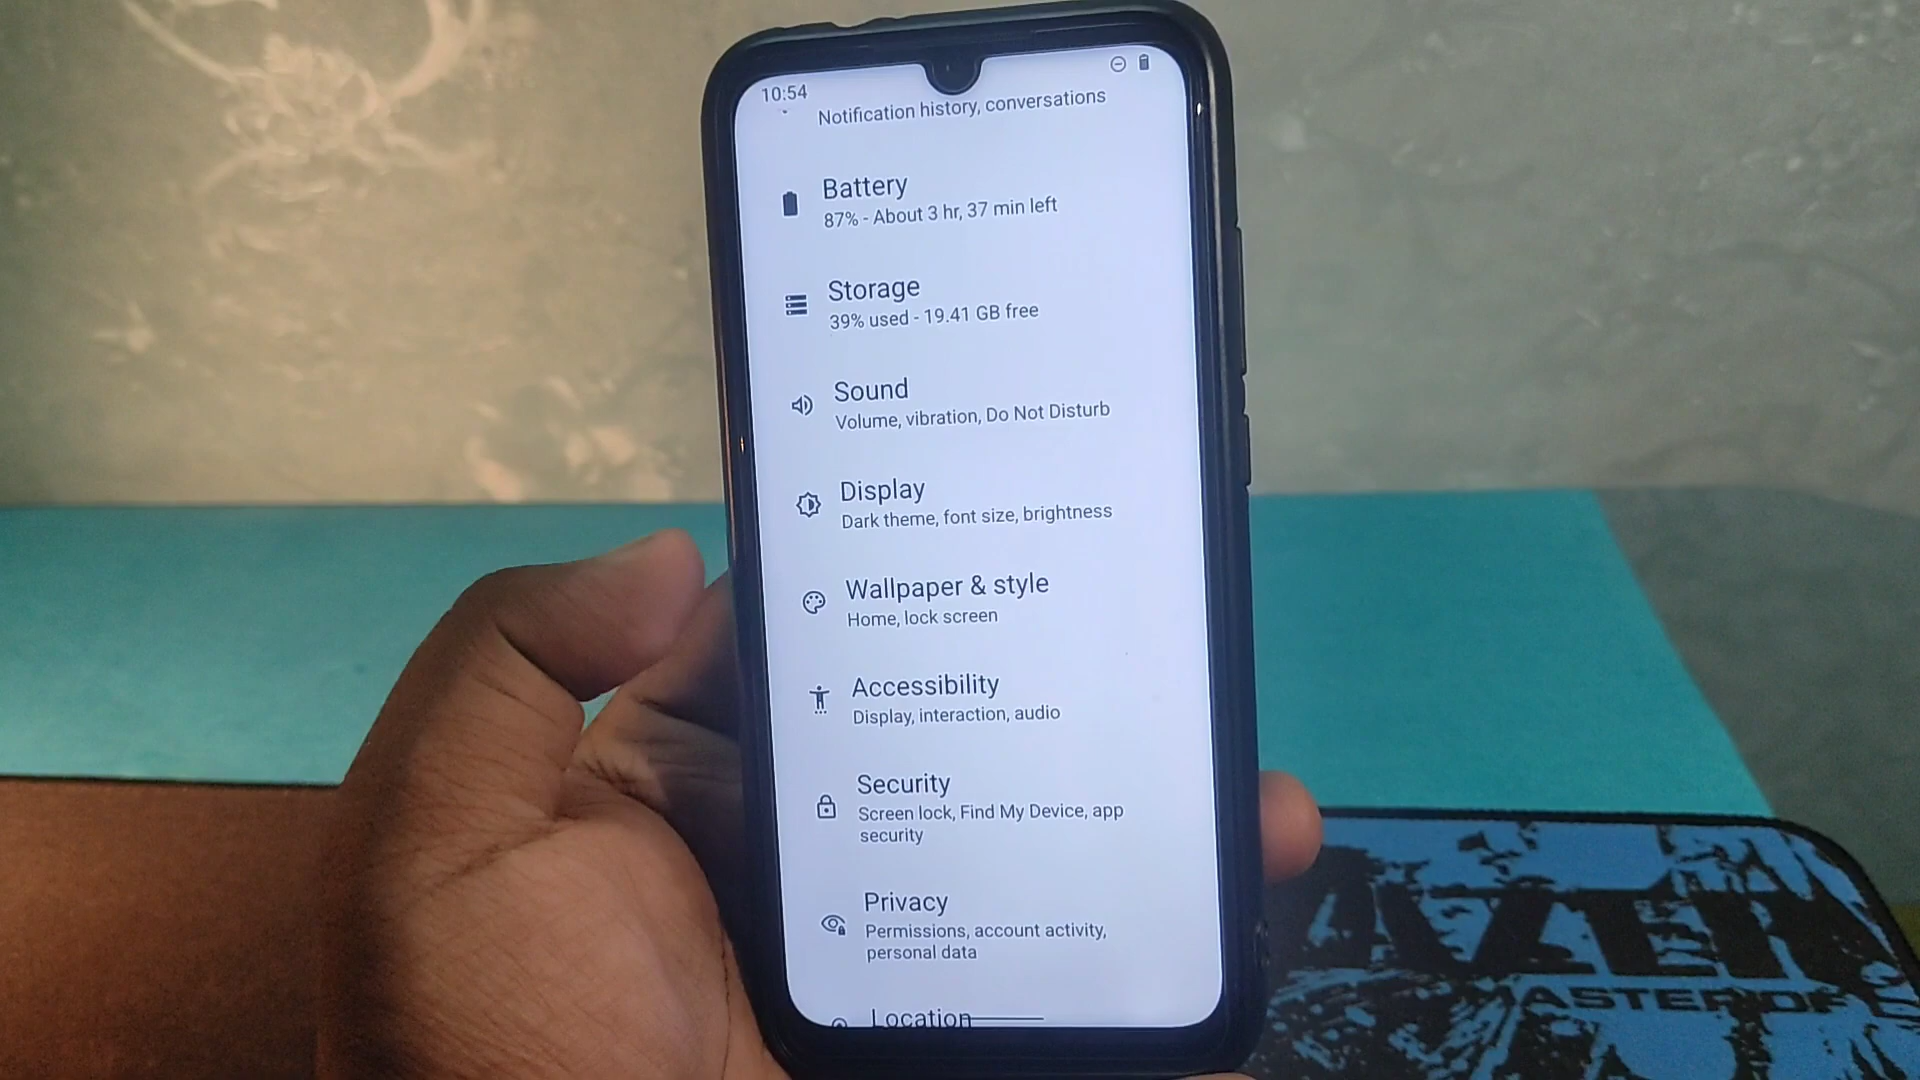 10:54
Notification history, conversations
Battery
87% - About 3 hr, 37 min left
Storage
39% used - 19.41 GB free
Sound
Volume, vibration, Do Not Disturb
Display
Dark theme, font size, brightness
Wallpaper & style
Home, lock screen
Accessibility
Display, interaction, audio
Security
Screen lock, Find My Device, app
security
Privacy
Permissions, account activity,
personal data
Location